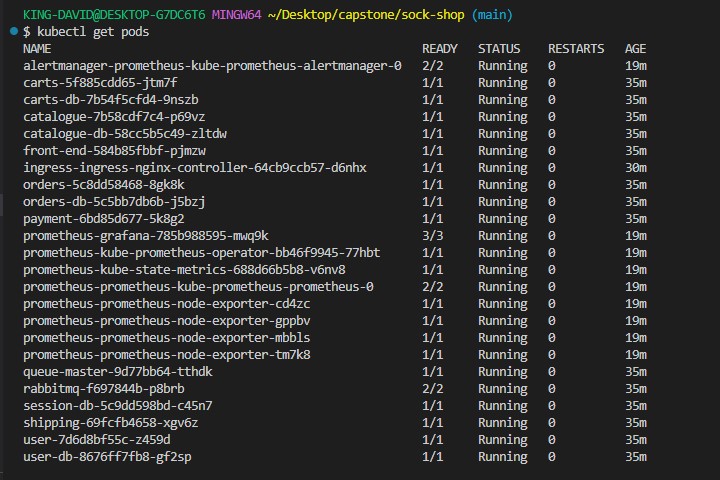 KING-DAVID@DESKTOP-G7DC6T6 MINGW64 ~/Desktop/capstone/sock-shop (main)
$ kubectl get pods
NAME READY STATUS RESTARTS AGE
alertmanager-prometheus-kube-prometheus-alertmanager-0 2/2 Running 0 19m
carts-5f885cdd65-jtm7f 1/1 Running 0 35m
carts-db-7b54f5cfd4-9nszb 1/1 Running 0 35m
catalogue-7b58cdf7c4-p69vz 1/1 Running 0 35m
catalogue-db-58cc5b5c49-zltdw 1/1 Running 0 35m
front-end-584b85fbbf-pjmzw 1/1 Running 0 35m
ingress-ingress-nginx-controller-64cb9ccb57-d6nhx 1/1 Running 0 30m
orders-5c8dd58468-8gk8k 1/1 Running 0 35m
orders-db-5c5bb7db6b-j5bzj 1/1 Running 0 35m
payment-6bd85d677-5k8g2 1/1 Running 0 35m
prometheus-grafana-785b988595-mwq9k 3/3 Running 0 19m
prometheus-kube-prometheus-operator-bb46f9945-77hbt 1/1 Running 0 19m
prometheus-kube-state-metrics-688d66b5b8-v6nv8 1/1 Running 0 19m
prometheus-prometheus-kube-prometheus-prometheus-0 2/2 Running 0 19m
prometheus-prometheus-node-exporter-cd4zc 1/1 Running 0 19m
prometheus-prometheus-node-exporter-gppbv 1/1 Running 0 19m
prometheus-prometheus-node-exporter-mbbls 1/1 Running 0 19m
prometheus-prometheus-node-exporter-tm7k8 1/1 Running 0 19m
queue-master-9d77bb64-tthdk 1/1 Running 0 35m
rabbitmq-f697844b-p8brb 2/2 Running 0 35m
session-db-5c9dd598bd-c45n7 1/1 Running 0 35m
shipping-69fcfb4658-xgv6z 1/1 Running 0 35m
user-7d6d8bf55c-z459d 1/1 Running 0 35m
user-db-8676ff7fb8-gf2sp 1/1 Running 0 35m